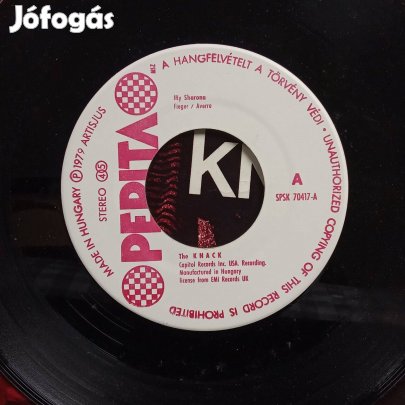 Jófogás
MADE IN HUNGARY Ⓟ 1979 ARTISJUS
STEREO 45
PEPITA
MZ
A HANGFELVÉTELT A TÖRVÉNY VÉDI • UNAUTHORIZED COPYING OF THIS RECORD IS PROHIBITED
My Sharona
Fieger / Averre
KI
A
SPSK 70417-A
The KNACK
Capitol Records Inc. USA. Recording.
Manufactured in Hungary
license from EMI Records UK